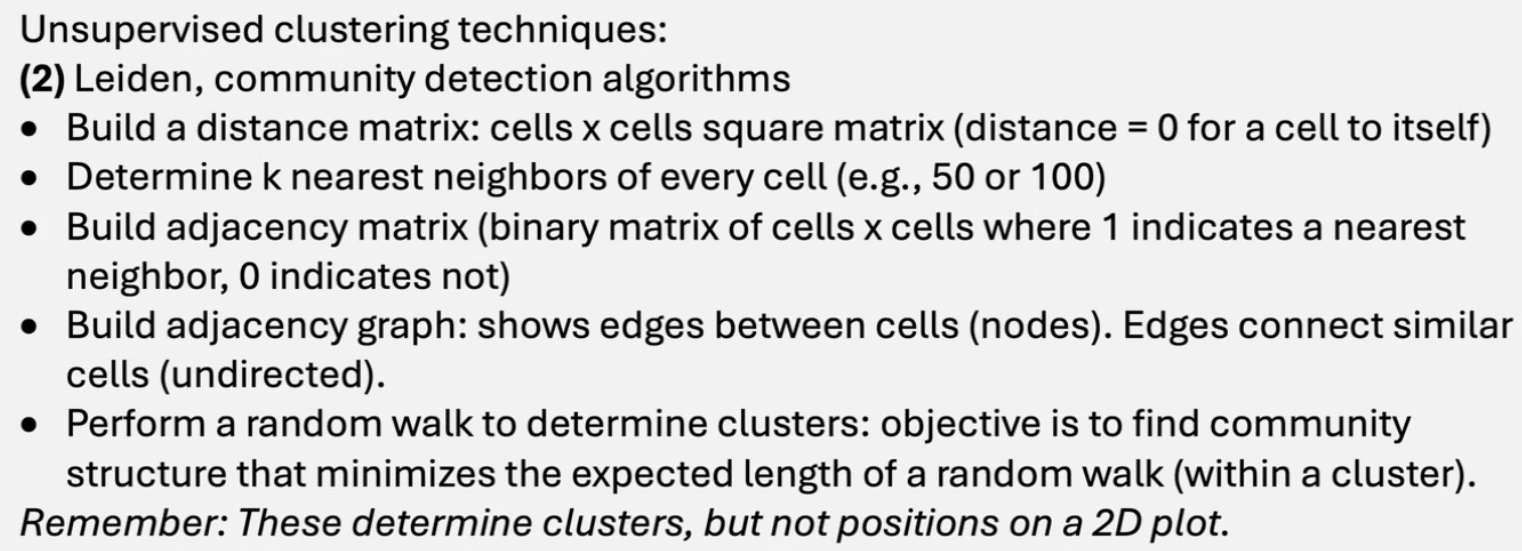 Unsupervised clustering techniques:
(2) Leiden, community detection algorithms
• Build a distance matrix: cells x cells square matrix (distance = 0 for a cell to itself)
• Determine k nearest neighbors of every cell (e.g., 50 or 100)
• Build adjacency matrix (binary matrix of cells x cells where 1 indicates a nearest
neighbor, 0 indicates not)
• Build adjacency graph: shows edges between cells (nodes). Edges connect similar
cells (undirected).
• Perform a random walk to determine clusters: objective is to find community
structure that minimizes the expected length of a random walk (within a cluster).
Remember: These determine clusters, but not positions on a 2D plot.